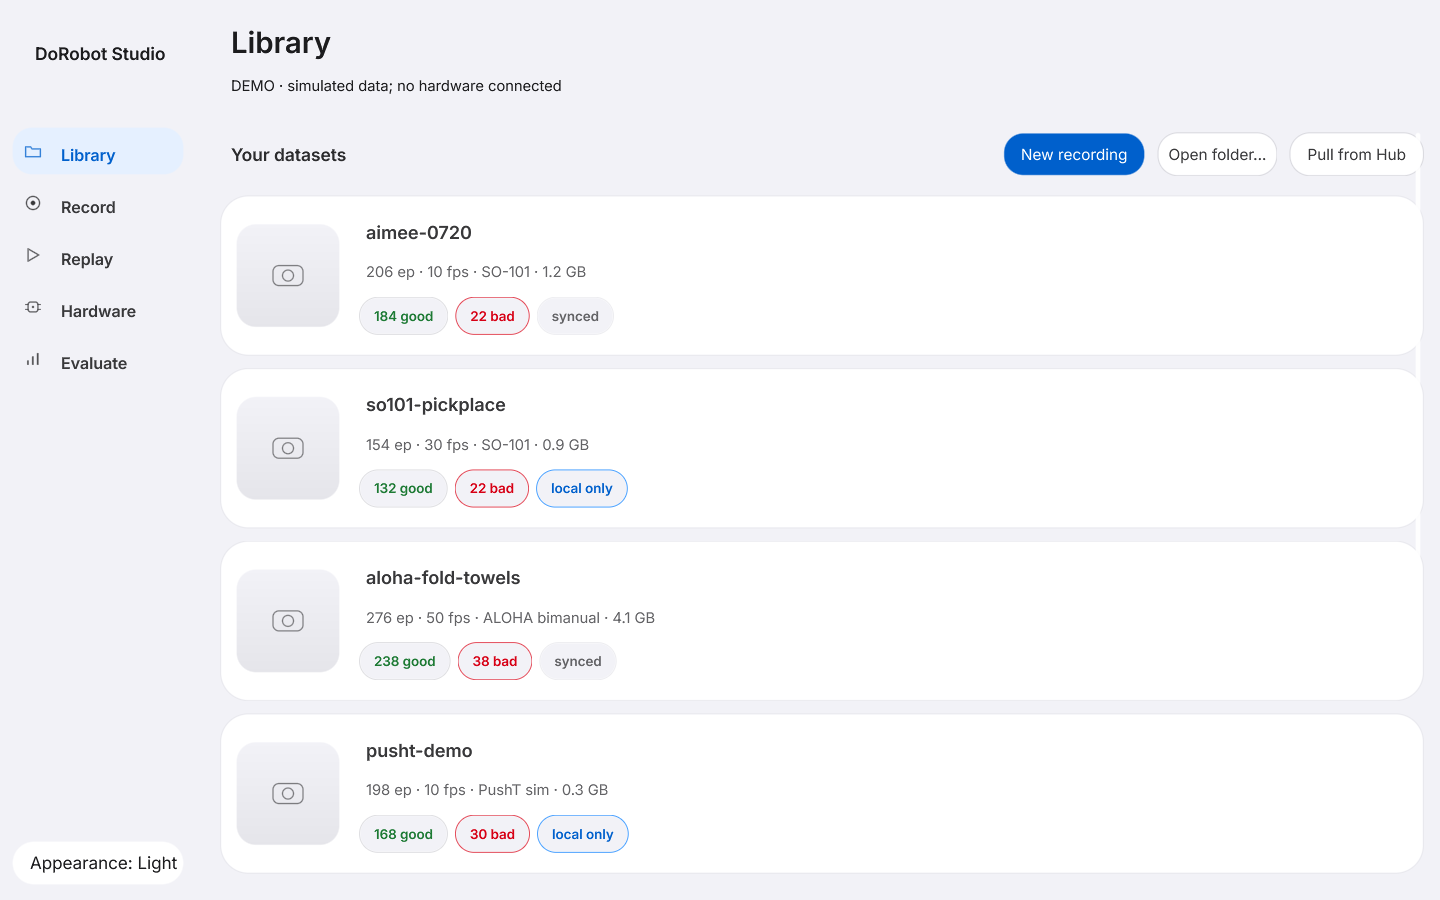 DoRobot Studio
Library
Record
Replay
Hardware
Evaluate
Appearance: Light
Library
DEMO · simulated data; no hardware connected
Your datasets
New recording
Open folder...
Pull from Hub
aimee-0720
206 ep · 10 fps · SO-101 · 1.2 GB
184 good
22 bad
synced
so101-pickplace
154 ep · 30 fps · SO-101 · 0.9 GB
132 good
22 bad
local only
aloha-fold-towels
276 ep · 50 fps · ALOHA bimanual · 4.1 GB
238 good
38 bad
synced
pusht-demo
198 ep · 10 fps · PushT sim · 0.3 GB
168 good
30 bad
local only